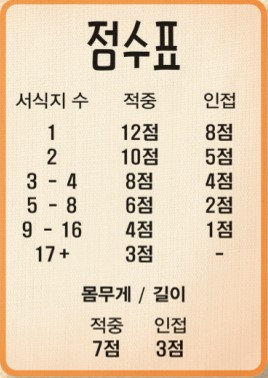 점수표
서식지 수 적중 인접
1 12점 8점
2 10점 5점
3 - 4 8점 4점
5 - 8 6점 2점
9 - 16 4점 1점
17+ 3점 -
몸무게 / 길이
적중 인접
7점 3점